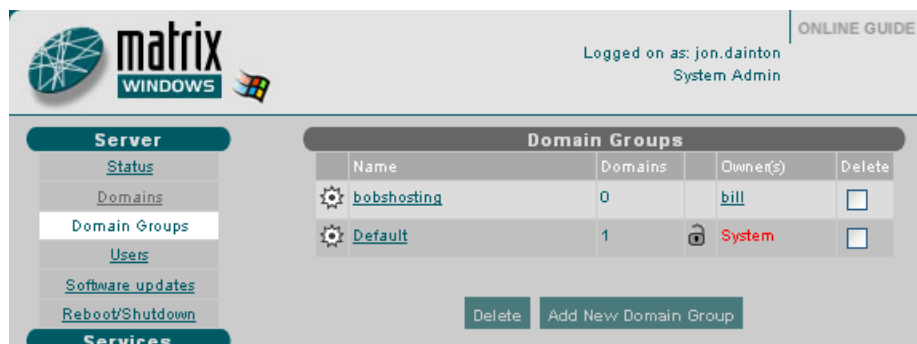 matrix
WINDOWS
ONLINE GUIDE
Logged on as: jon.dainton
System Admin
Server
Status
Domains
Domain Groups
Users
Software updates
Reboot/Shutdown
Services
Domain Groups
Name Domains Owner(s) Delete
bobshosting 0 bill
Default 1 System
Delete Add New Domain Group